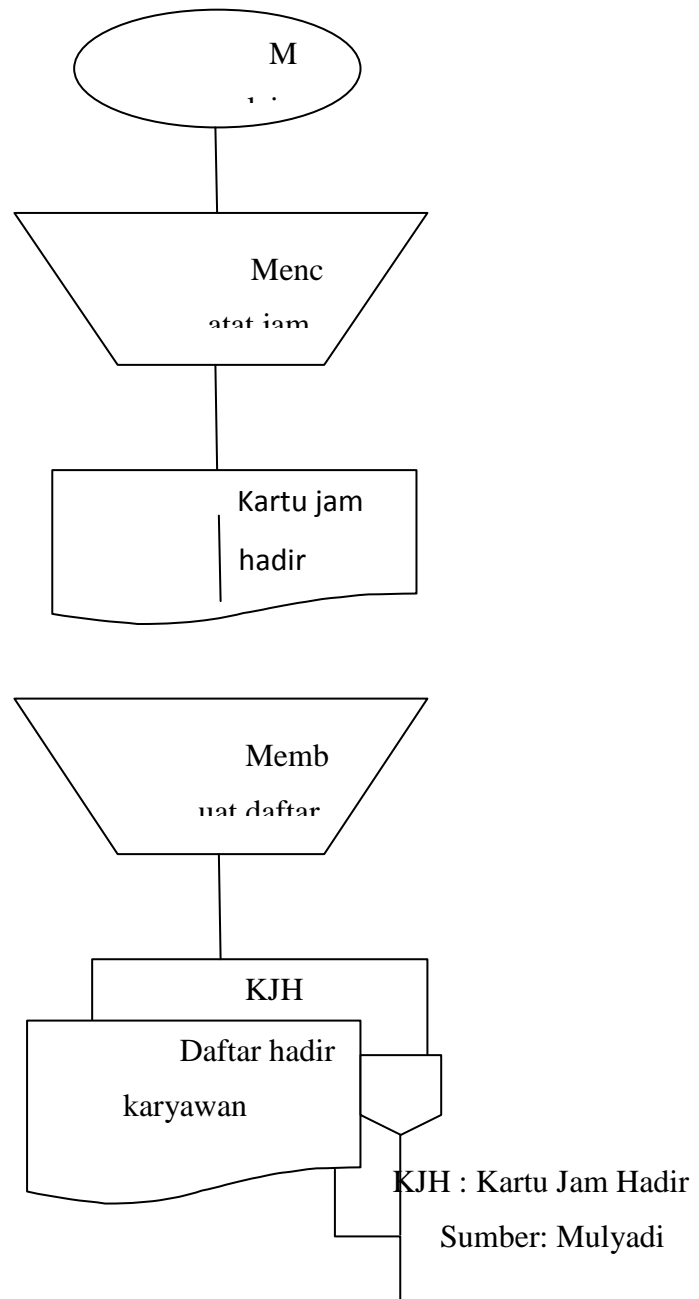 M
Menc
atat jam
Kartu jam
hadir
Memb
uat daftar
KJH
Daftar hadir
karyawan
KJH : Kartu Jam Hadir
Sumber: Mulyadi